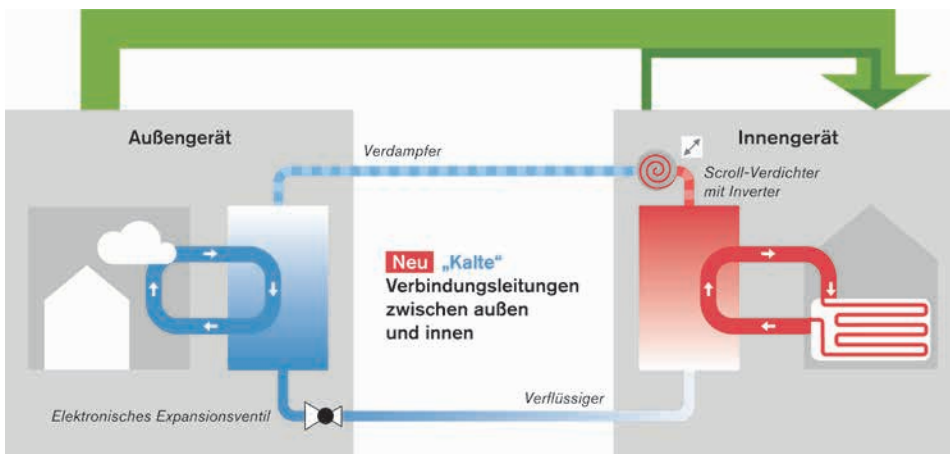 Außengerät
Innengerät
Verdampfer
Scroll-Verdichter
mit Inverter
Neu „Kalte“
Verbindungsleitungen
zwischen außen
und innen
Verflüssiger
Elektronisches Expansionsventil